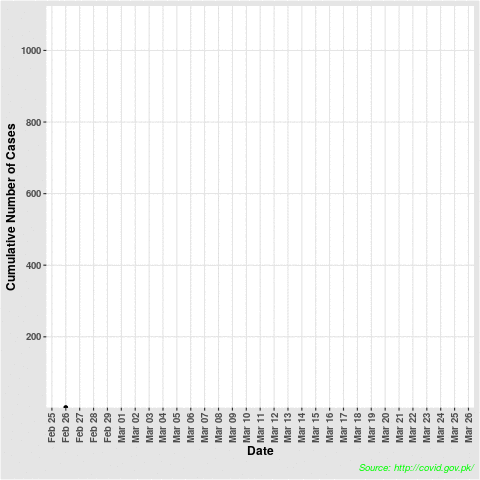 1000
800
600
400
200
Cumulative Number of Cases
Feb 25
Feb 26
Feb 27
Feb 28
Feb 29
Mar 01
Mar 02
Mar 03
Mar 04
Mar 05
Mar 06
Mar 07
Mar 08
Mar 09
Mar 10
Mar 11
Mar 12
Mar 13
Mar 14
Mar 15
Mar 16
Mar 17
Mar 18
Mar 19
Mar 20
Mar 21
Mar 22
Mar 23
Mar 24
Mar 25
Mar 26
Date
Source: http://covid.gov.pk/